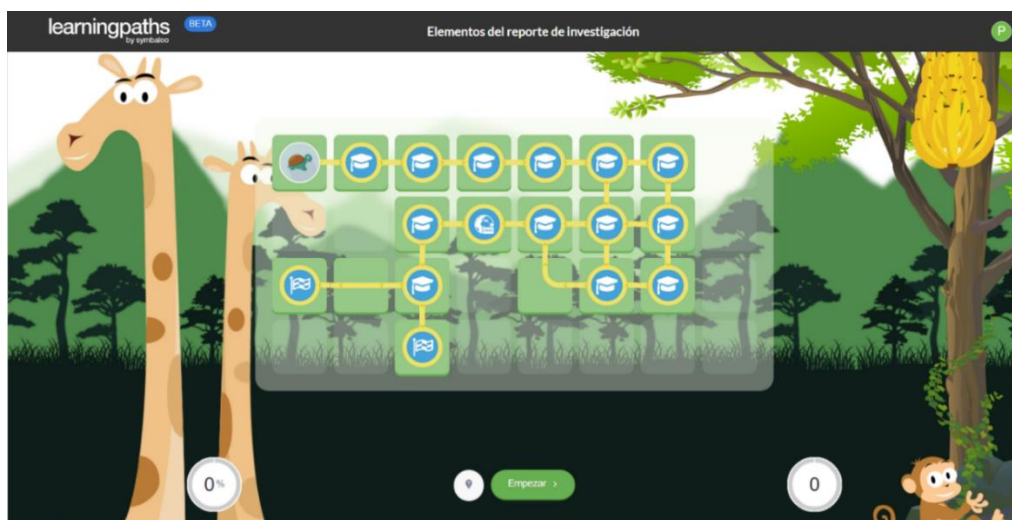 learningpaths
by symbaloo
BETA
Elementos del reporte de investigación
P
0%
Empezar >
0